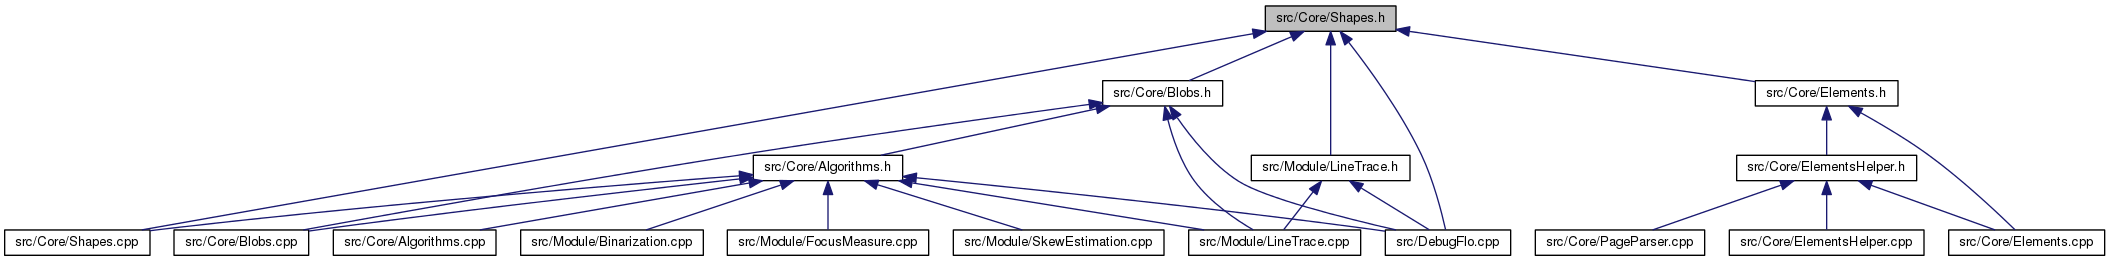 src/Core/Shapes.h
src/Core/Blobs.h
src/Core/Elements.h
src/Core/Algorithms.h
src/Module/LineTrace.h
src/Core/ElementsHelper.h
src/Core/Shapes.cpp
src/Core/Blobs.cpp
src/Core/Algorithms.cpp
src/Module/Binarization.cpp
src/Module/FocusMeasure.cpp
src/Module/SkewEstimation.cpp
src/Module/LineTrace.cpp
src/DebugFlo.cpp
src/Core/PageParser.cpp
src/Core/ElementsHelper.cpp
src/Core/Elements.cpp